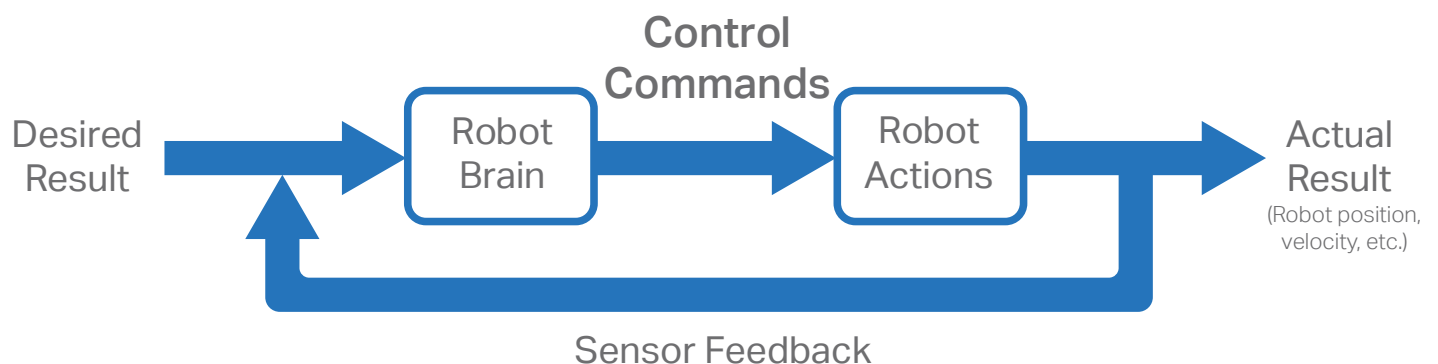 Control
Commands
Desired
Result
Robot
Brain
Robot
Actions
Actual
Result
(Robot position,
velocity, etc.)
Sensor Feedback